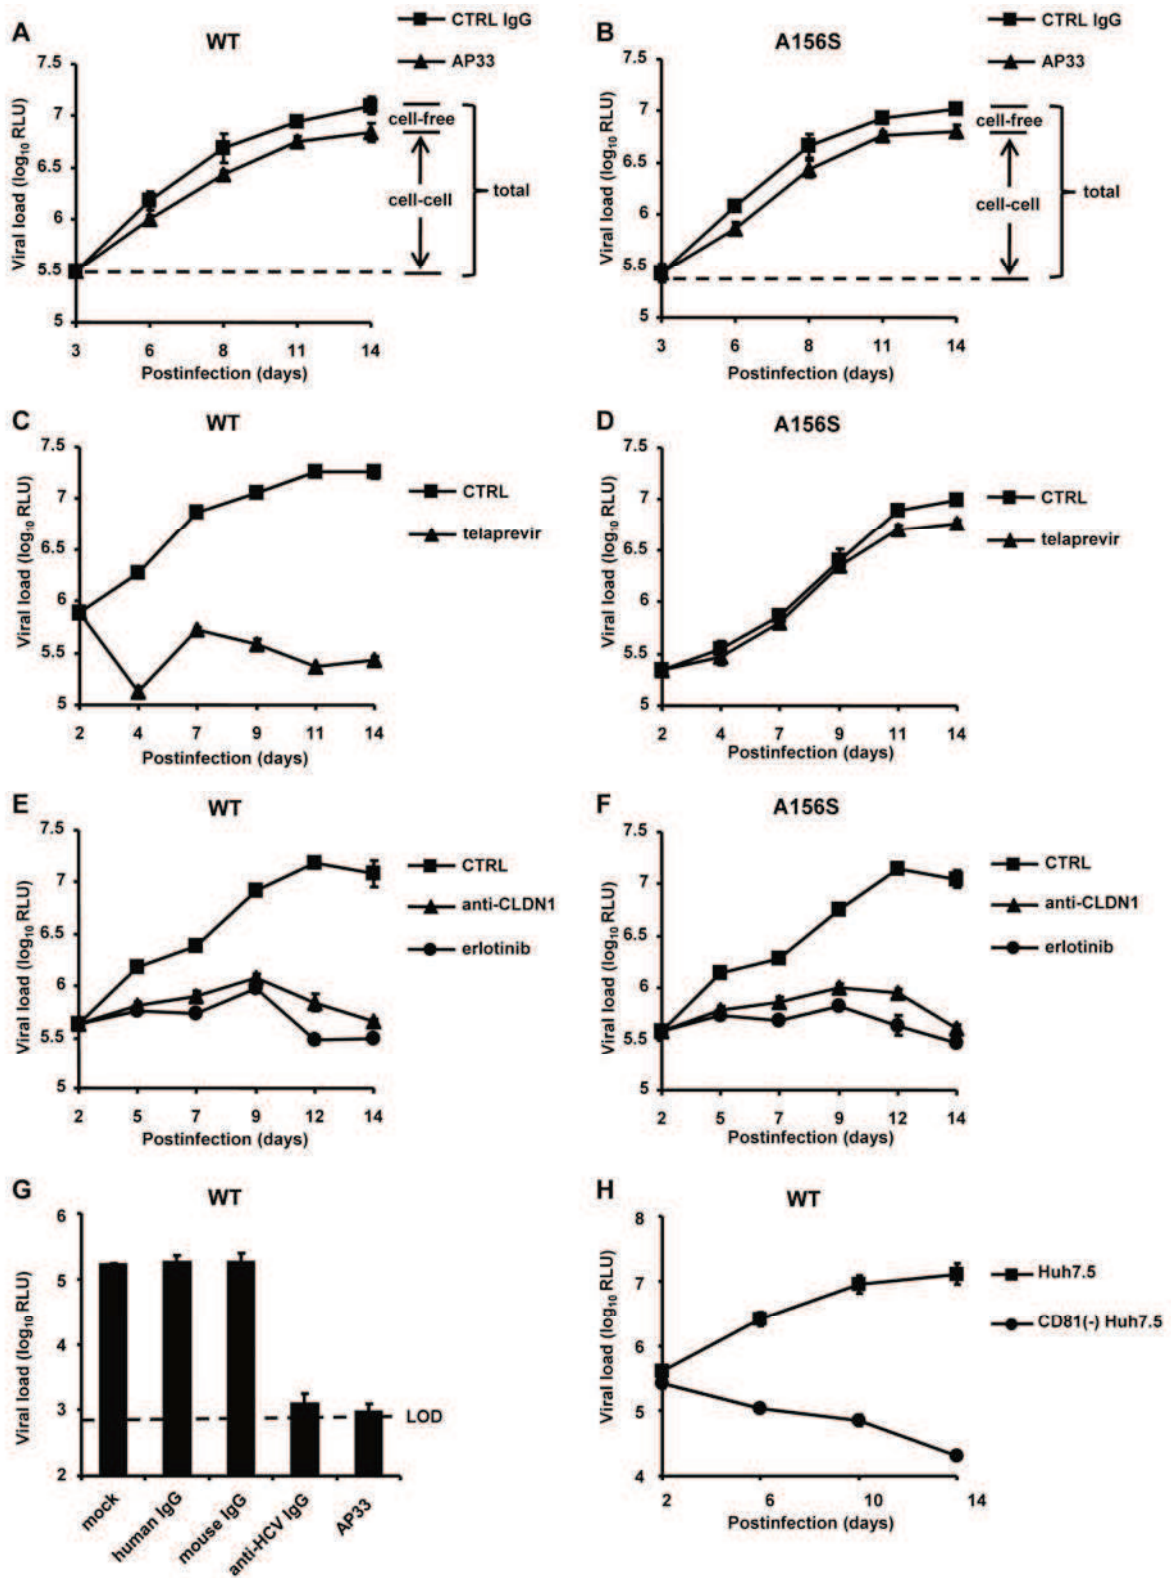 A
WT
CTRL IgG
AP33
7.5
7
6.5
6
5.5
5
Viral load (log10 RLU)
cell-free
cell-cell
total
3 6 8 11 14
Postinfection (days)
B
A156S
CTRL IgG
AP33
7.5
7
6.5
6
5.5
5
Viral load (log10 RLU)
cell-free
cell-cell
total
3 6 8 11 14
Postinfection (days)
C
WT
7.5
7
6.5
6
5.5
5
Viral load (log10 RLU)
CTRL
telaprevir
2 4 7 9 11 14
Postinfection (days)
D
A156S
7.5
7
6.5
6
5.5
5
Viral load (log10 RLU)
CTRL
telaprevir
2 4 7 9 11 14
Postinfection (days)
E
WT
7.5
7
6.5
6
5.5
5
Viral load (log10 RLU)
CTRL
anti-CLDN1
erlotinib
2 5 7 9 12 14
Postinfection (days)
F
A156S
7.5
7
6.5
6
5.5
5
Viral load (log10 RLU)
CTRL
anti-CLDN1
erlotinib
2 5 7 9 12 14
Postinfection (days)
G
WT
6
5
4
3
2
Viral load (log10 RLU)
LOD
mock
human IgG
mouse IgG
anti-HCV IgG
AP33
H
WT
8
7
6
5
4
Viral load (log10 RLU)
Huh7.5
CD81(-) Huh7.5
2 6 10 14
Postinfection (days)